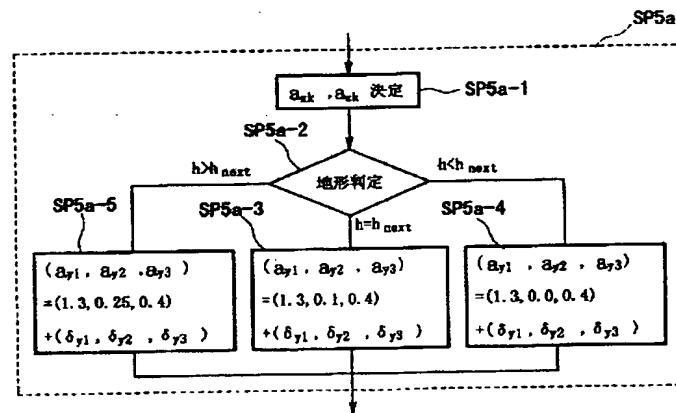 SP5a
a_xk , a_zk 決定
SP5a-1
SP5a-2
h>h_next
地形判定
h<h_next
SP5a-5
SP5a-3
h=h_next
SP5a-4
(a_y1 , a_y2 , a_y3)
=(1.3,0.25,0.4)
+(δ_y1 , δ_y2 , δ_y3 )
(a_y1 , a_y2 , a_y3)
=(1.3,0.1,0.4)
+(δ_y1 , δ_y2 , δ_y3 )
(a_y1 , a_y2 , a_y3)
=(1.3,0.0,0.4)
+(δ_y1 , δ_y2 , δ_y3 )